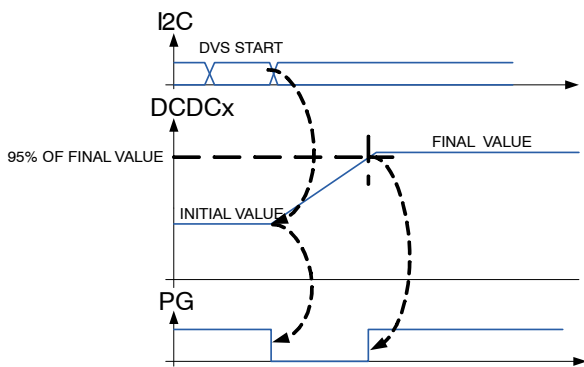 I2C
DVS START
DCDCx
95% OF FINAL VALUE
FINAL VALUE
INITIAL VALUE
PG